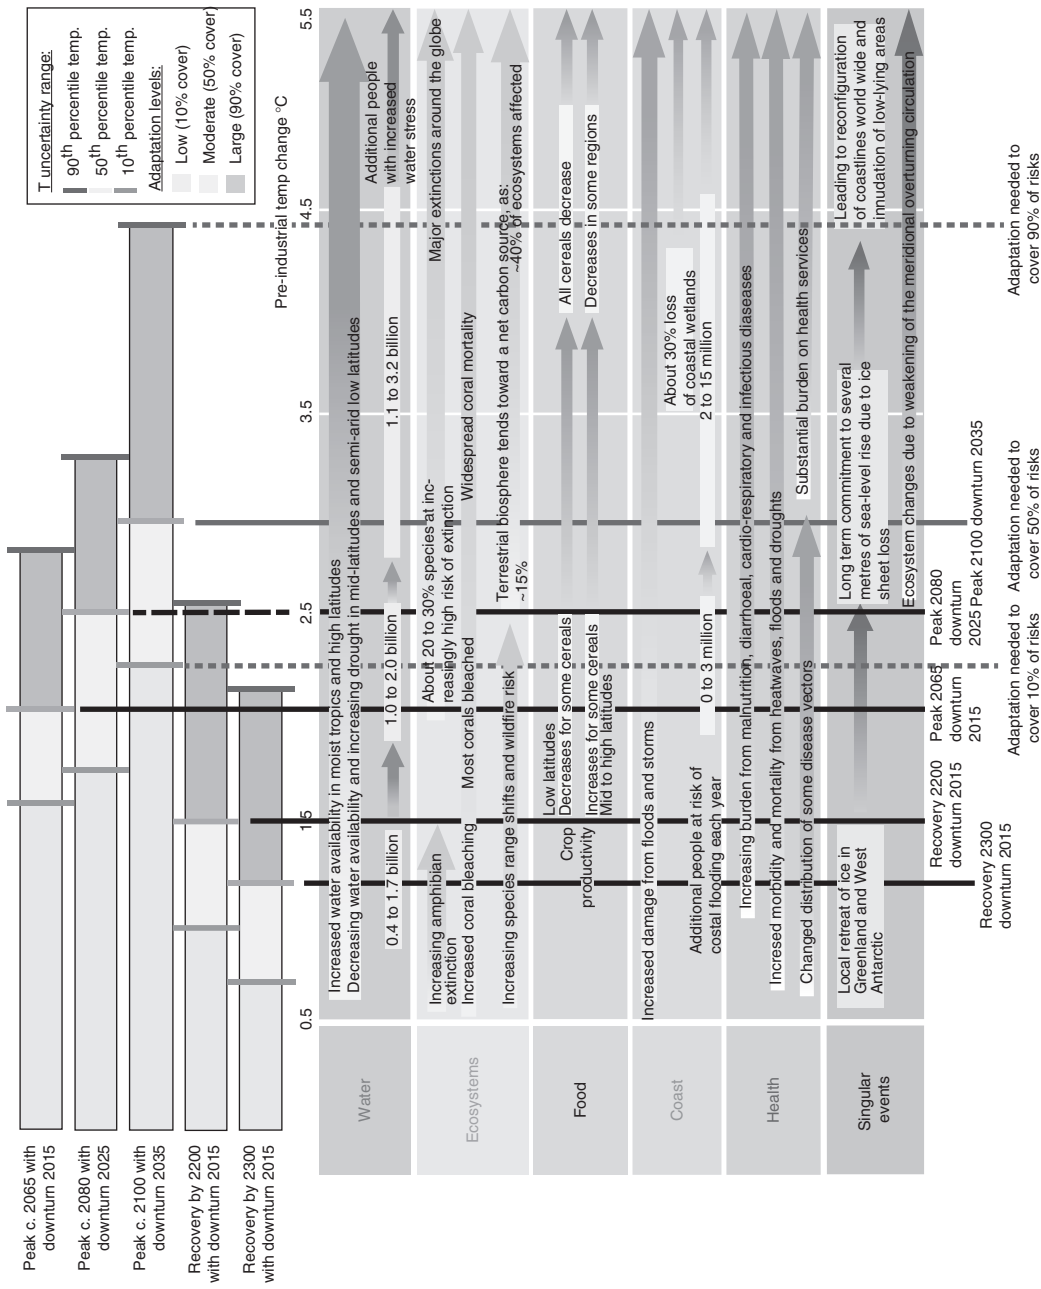 Peak c. 2065 with
downturn 2015
Peak c. 2080 with
downturn 2025
Peak c. 2100 with
downturn 2035
Recovery by 2200
with downturn 2015
Recovery by 2300
with downturn 2015
T uncertainty range:
90th percentile temp.
50th percentile temp.
10th percentile temp.
Adaptation levels:
Low (10% cover)
Moderate (50% cover)
Large (90% cover)
Pre-industrial temp change °C
0.5
1.5
2.5
3.5
4.5
5.5
Water
Increased water availability in moist tropics and high latitudes
Decreasing water availability and increasing drought in mid-latitudes and semi-arid low latitudes
0.4 to 1.7 billion
1.0 to 2.0 billion
1.1 to 3.2 billion
Additional people
with increased
water stress
Ecosystems
Increasing amphibian
extinction
About 20 to 30% species at inc-
reasingly high risk of extinction
Major extinctions around the globe
Increased coral bleaching
Most corals bleached
Widespread coral mortality
Increasing species range shifts and wildfire risk
Terrestrial biosphere tends toward a net carbon source, as:
~15%
~40% of ecosystems affected
Food
Crop
productivity
Low latitudes
Decreases for some cereals
All cereals decrease
Increases for some cereals
Mid to high latitudes
Decreases in some regions
Coast
Increased damage from floods and storms
About 30% loss
of coastal wetlands
Additional people at risk of
costal flooding each year
0 to 3 million
2 to 15 million
Health
Increasing burden from malnutrition, diarrhoeal, cardio-respiratory and infectious diaseases
Incresed morbidity and mortality from heatwaves, floods and droughts
Changed distribution of some disease vectors
Substantial burden on health services
Singular
events
Local retreat of ice in
Greenland and West
Antarctic
Long term commitment to several
metres of sea-level rise due to ice
sheet loss
Leading to reconfiguration
of coastlines world wide and
innudation of low-lying areas
Ecosystem changes due to weakening of the meridional overturning circulation
Recovery 2300
downturn 2015
Recovery 2200
downturn 2015
Peak 2065
downturn
2015
Peak 2080
downturn
2025
Peak 2100 downturn 2035
Adaptation needed to
cover 10% of risks
Adaptation needed to
cover 50% of risks
Adaptation needed to
cover 90% of risks